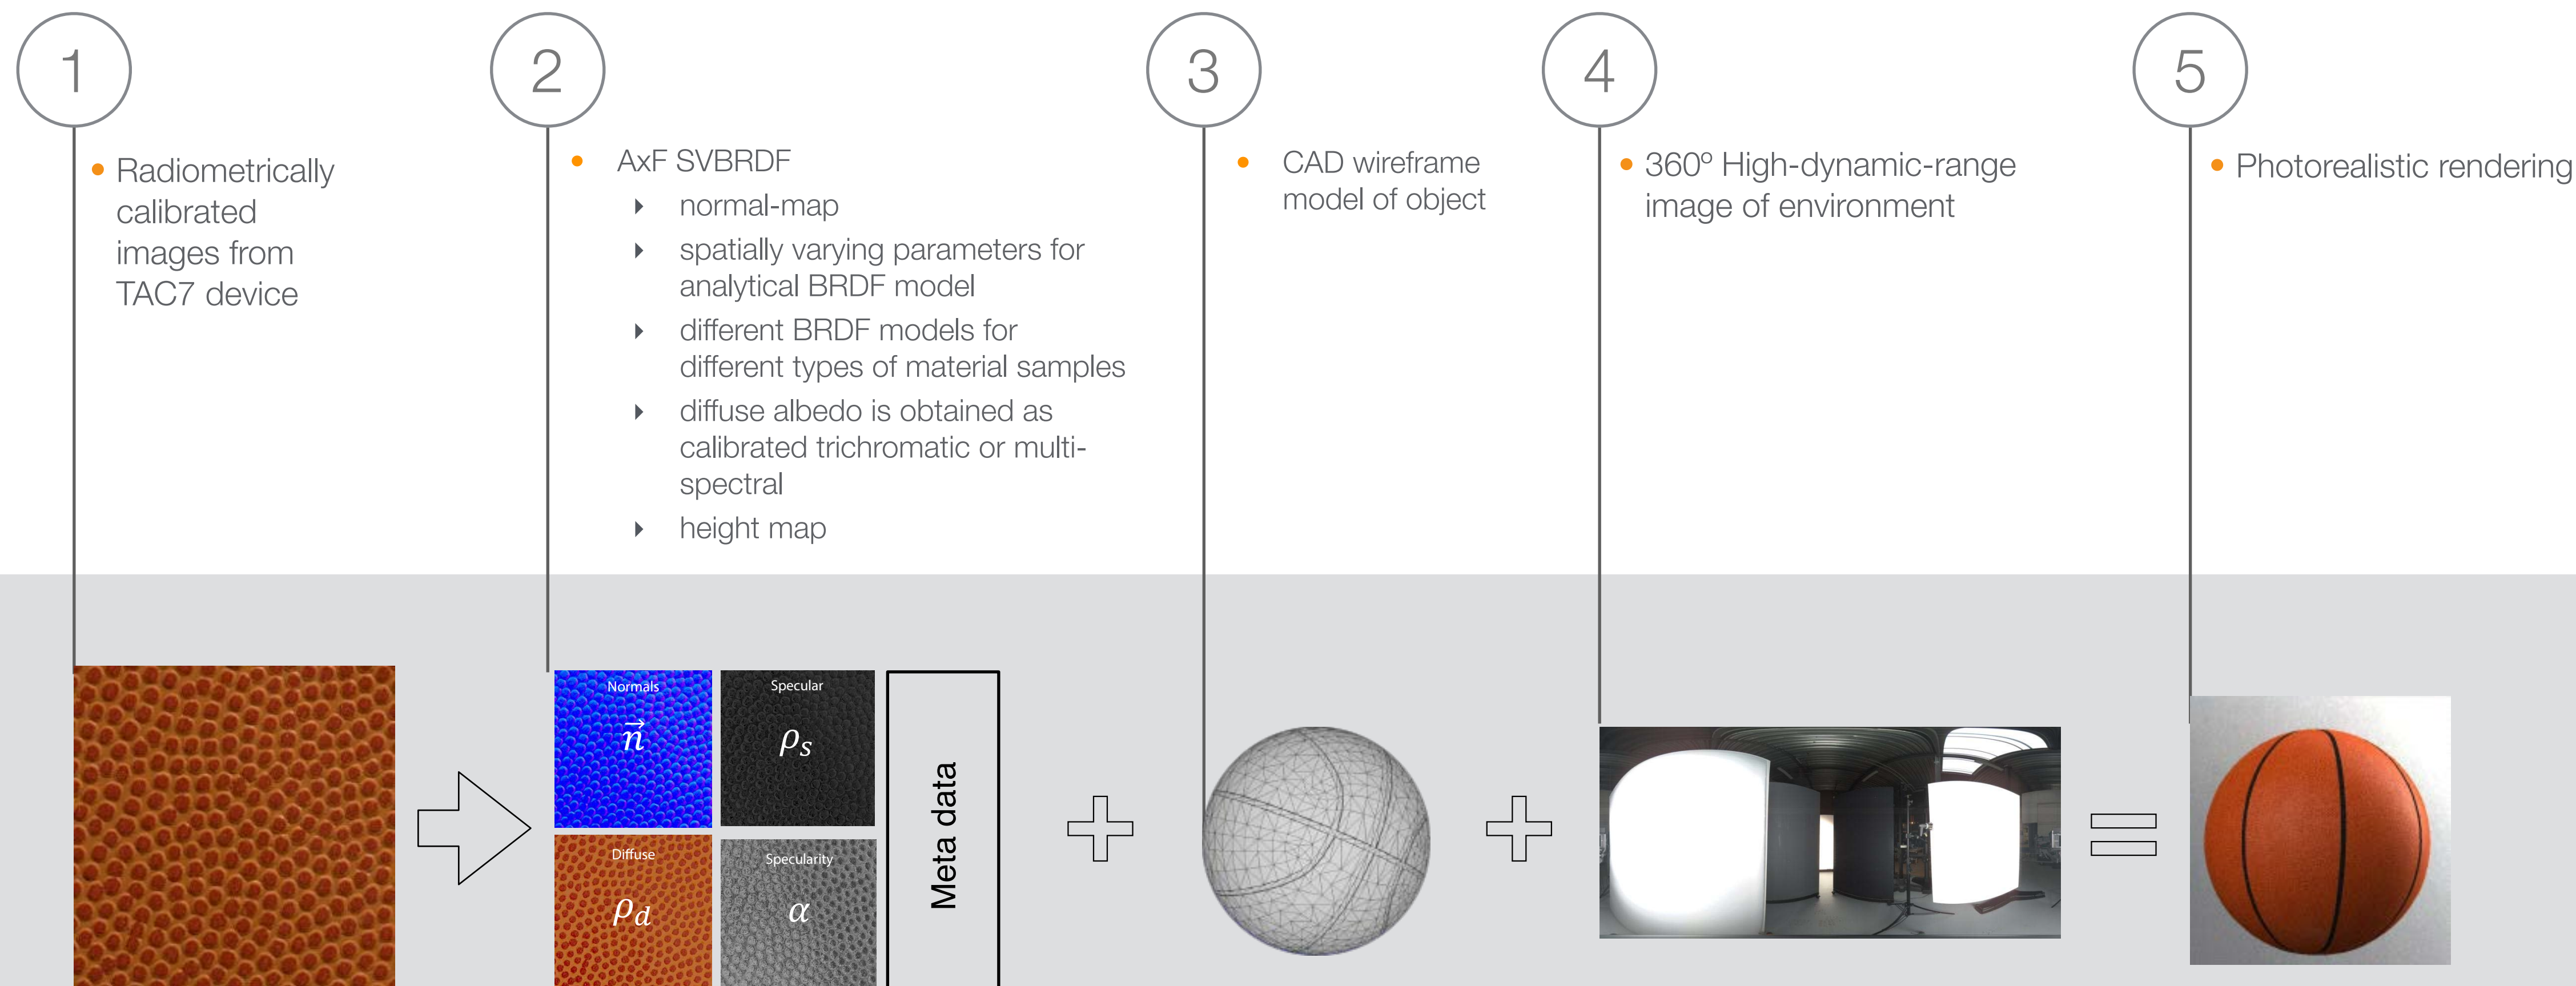 1
Radiometrically
calibrated
images from
TAC7 device
2
AxF SVBRDF
normal-map
spatially varying parameters for
analytical BRDF model
different BRDF models for
different types of material samples
diffuse albedo is obtained as
calibrated trichromatic or multi-
spectral
height map
3
CAD wireframe
model of object
4
360º High-dynamic-range
image of environment
5
Photorealistic rendering
Normals
n⃗
Specular
ρs
Diffuse
ρd
Specularity
α
Meta data